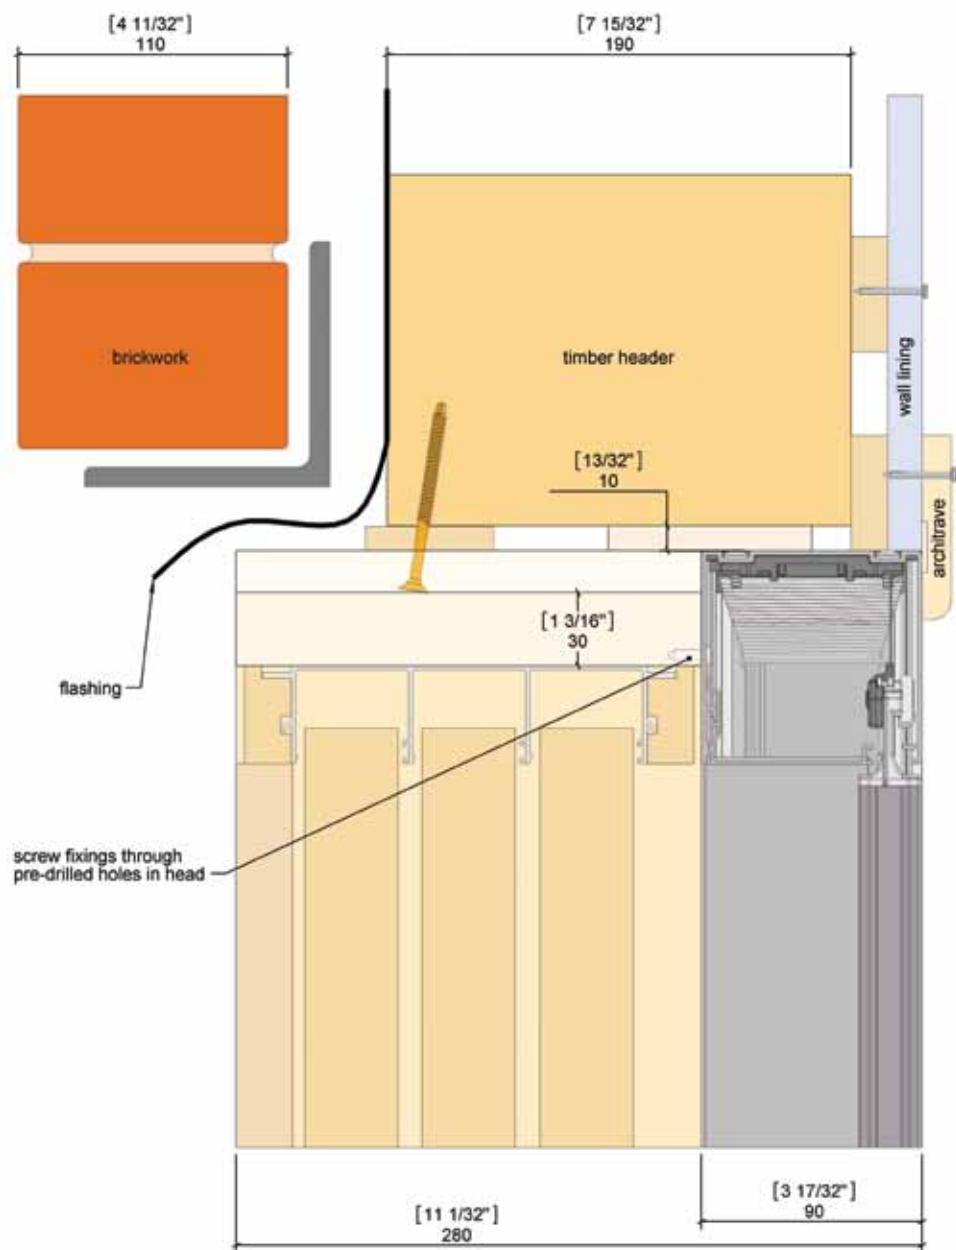 [4 11/32"]
110
[7 15/32"]
190
brickwork
timber header
wall lining
[13/32"]
10
architrave
[1 3/16"]
30
flashing
screw fixings through
pre-drilled holes in head
[3 17/32"]
90
[11 1/32"]
280